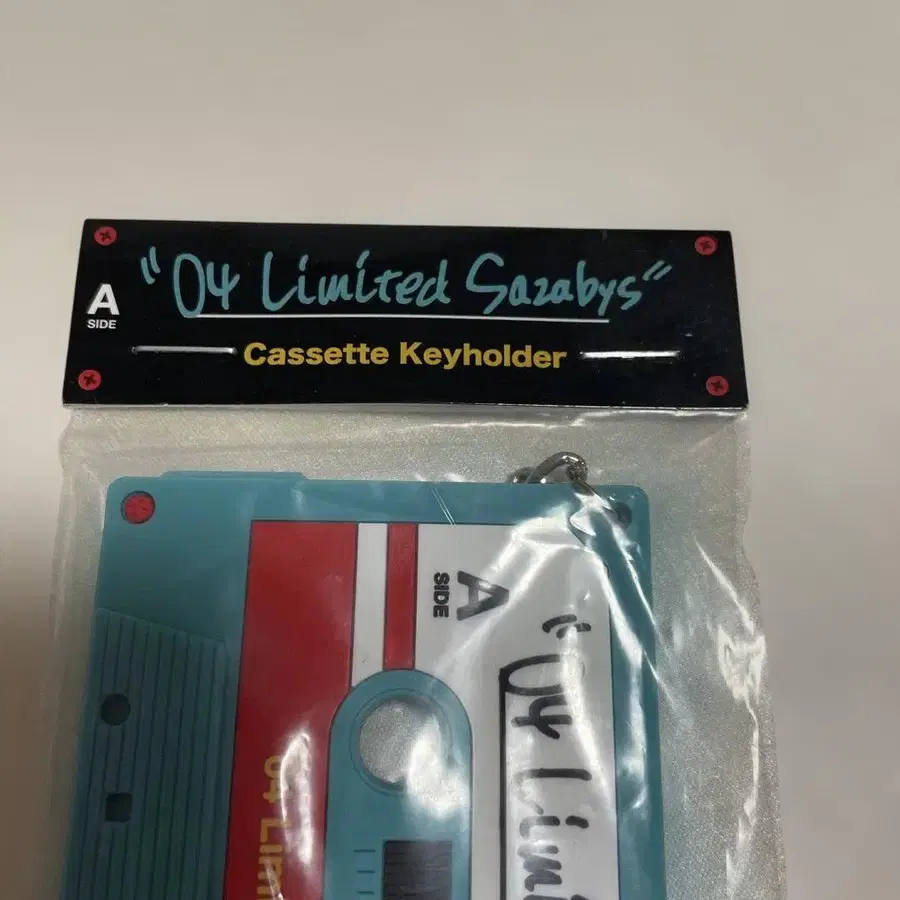 "04 Limited Sazabys"
A
SIDE
Cassette Keyholder
A
SIDE
"04 Limi
04 LIM